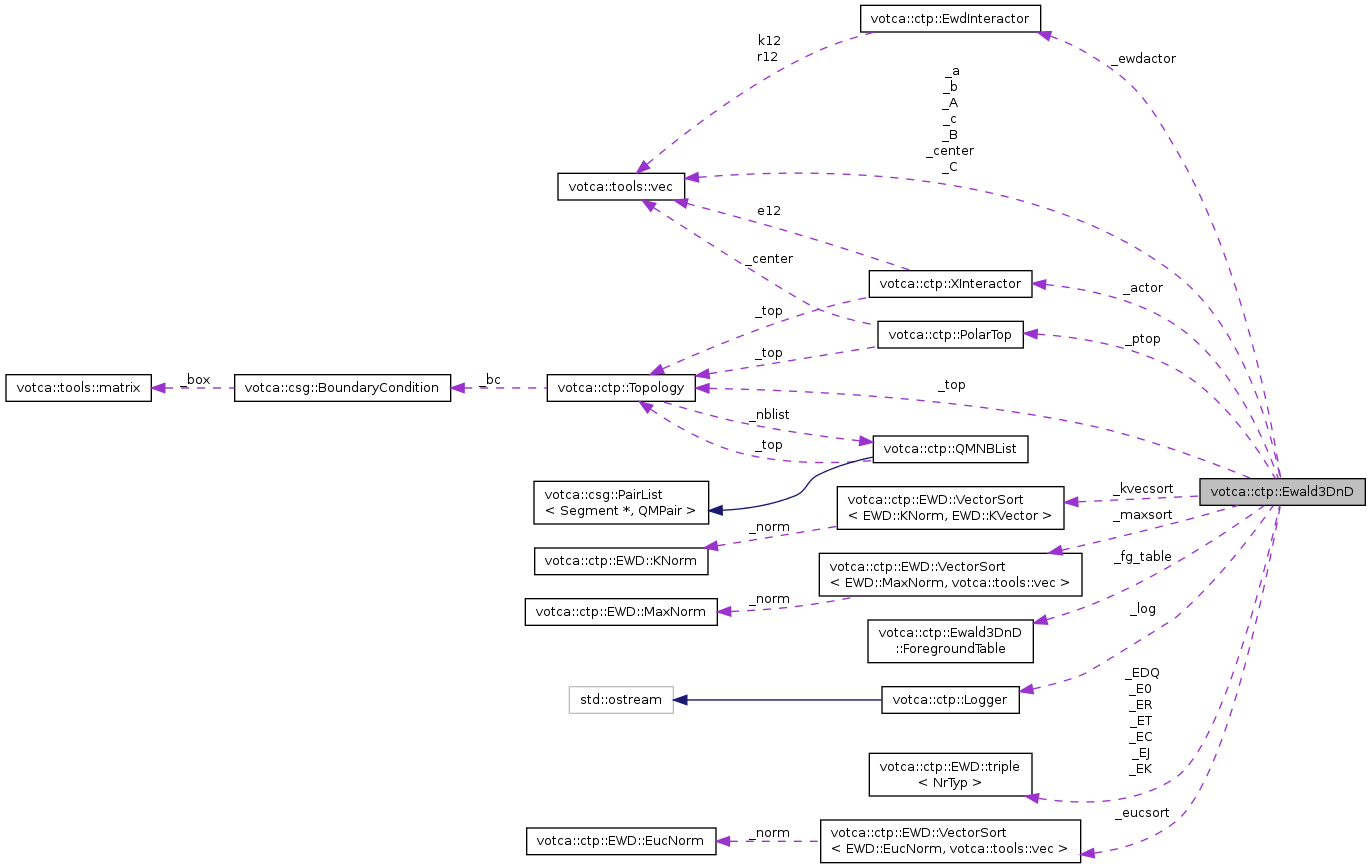 votca::ctp::EwdInteractor
k12
r12
_ewdactor
_a
_b
_A
_c
_B
_center
_C
votca::tools::vec
e12
_center
votca::ctp::XInteractor
_actor
_top
votca::ctp::PolarTop
_ptop
_top
votca::tools::matrix
_box
votca::csg::BoundaryCondition
_bc
votca::ctp::Topology
_top
_nblist
_top
votca::ctp::QMNBList
votca::csg::PairList
< Segment *, QMPair >
votca::ctp::EWD::VectorSort
< EWD::KNorm, EWD::KVector >
_kvecsort
votca::ctp::Ewald3DnD
_maxsort
_norm
votca::ctp::EWD::KNorm
_fg_table
votca::ctp::EWD::VectorSort
< EWD::MaxNorm, votca::tools::vec >
_norm
votca::ctp::EWD::MaxNorm
_log
votca::ctp::Ewald3DnD
::ForegroundTable
std::ostream
votca::ctp::Logger
_EDQ
_E0
_ER
_ET
_EC
_EJ
_EK
votca::ctp::EWD::triple
< NrTyp >
_eucsort
votca::ctp::EWD::EucNorm
_norm
votca::ctp::EWD::VectorSort
< EWD::EucNorm, votca::tools::vec >